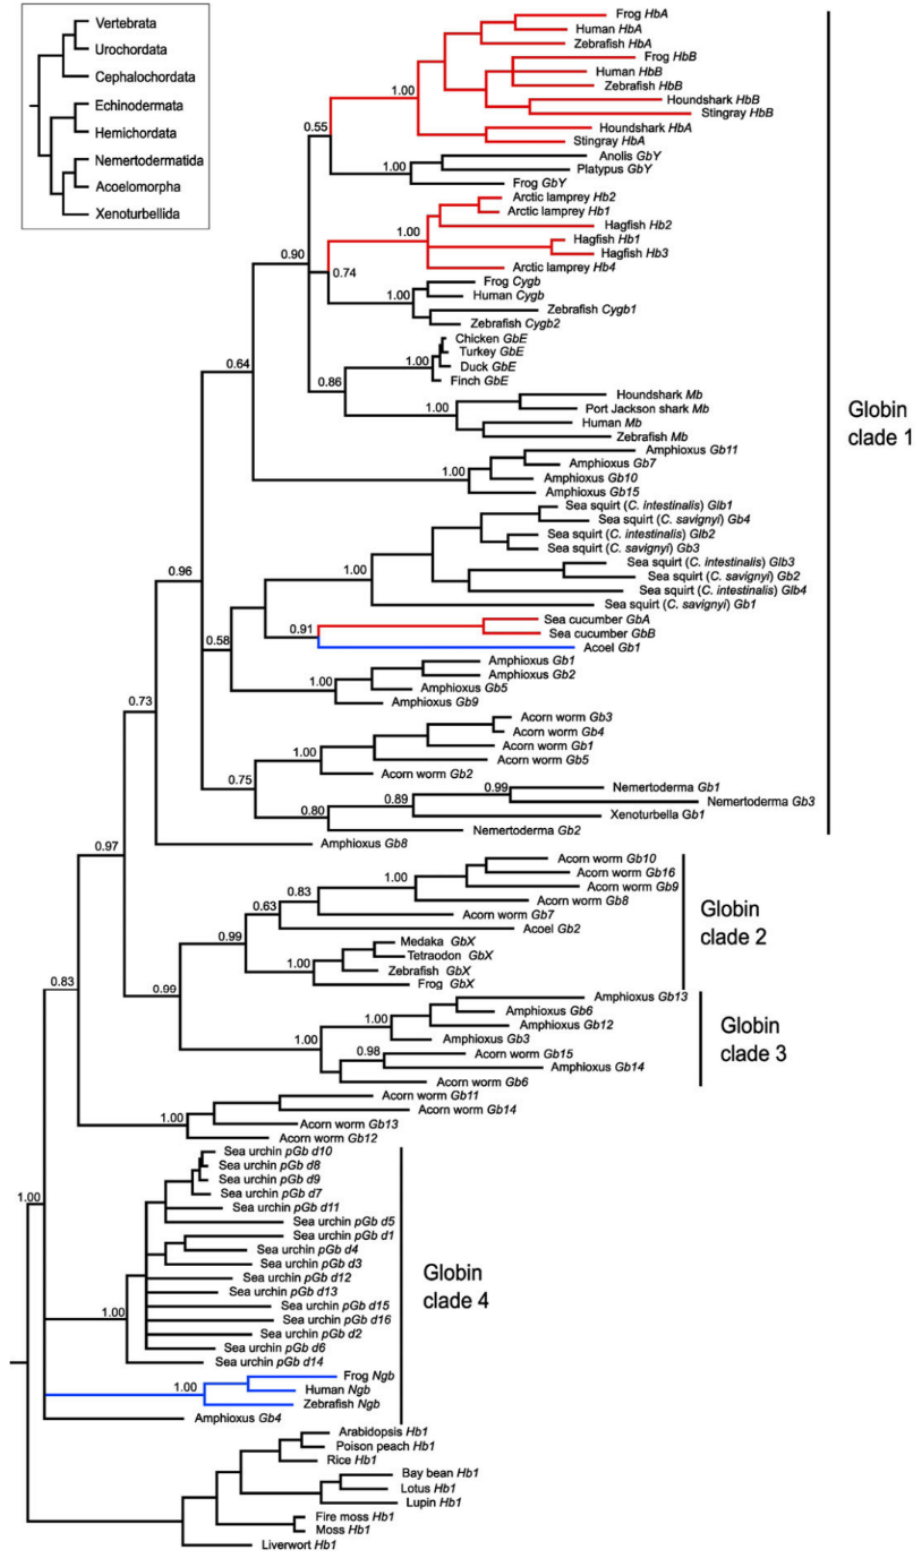 Vertebrata
Urochordata
Cephalochordata
Echinodermata
Hemichordata
Nemertodermatida
Acoelomorpha
Xenoturbellida
Frog HbA
Human HbA
Zebrafish HbA
Frog HbB
Human HbB
Zebrafish HbB
1.00
Houndshark HbB
Stingray HbB
Houndshark HbA
0.55
Stingray HbA
Anolis GbY
1.00
Platypus GbY
Frog GbY
Arctic lamprey Hb2
Arctic lamprey Hb1
Hagfish Hb2
1.00
Hagfish Hb1
0.90
Hagfish Hb3
Arctic lamprey Hb4
0.74
Frog Cygb
1.00
Human Cygb
Zebrafish Cygb1
Zebrafish Cygb2
Chicken GbE
Turkey GbE
0.64
1.00
Duck GbE
Finch GbE
0.86
Houndshark Mb
1.00
Port Jackson shark Mb
Human Mb
Zebrafish Mb
Globin
clade 1
Amphioxus Gb11
Amphioxus Gb7
1.00
Amphioxus Gb10
Amphioxus Gb15
Sea squirt (C. intestinalis) Glb1
Sea squirt (C. savignyi) Gb4
Sea squirt (C. intestinalis) Glb2
Sea squirt (C. savignyi) Gb3
Sea squirt (C. intestinalis) Glb3
0.96
1.00
Sea squirt (C. savignyi) Gb2
Sea squirt (C. intestinalis) Glb4
Sea squirt (C. savignyi) Gb1
Sea cucumber GbA
0.91
Sea cucumber GbB
0.58
Acoel Gb1
Amphioxus Gb1
Amphioxus Gb2
1.00
Amphioxus Gb5
Amphioxus Gb9
0.73
Acorn worm Gb3
Acorn worm Gb4
1.00
Acorn worm Gb1
Acorn worm Gb5
Acorn worm Gb2
0.75
0.99
Nemertoderma Gb1
0.89
Nemertoderma Gb3
0.80
Xenoturbella Gb1
Nemertoderma Gb2
0.97
Amphioxus Gb8
Acorn worm Gb10
1.00
Acorn worm Gb16
Acorn worm Gb9
0.83
Acorn worm Gb8
0.63
Acorn worm Gb7
Acoel Gb2
0.99
Medaka GbX
Tetraodon GbX
1.00
Zebrafish GbX
Frog GbX
Globin
clade 2
0.83
0.99
Amphioxus Gb13
Amphioxus Gb6
1.00
Amphioxus Gb12
Amphioxus Gb3
1.00
0.98
Acorn worm Gb15
Amphioxus Gb14
Acorn worm Gb6
Globin
clade 3
Acorn worm Gb11
Acorn worm Gb14
1.00
Acorn worm Gb13
Acorn worm Gb12
Sea urchin pGb d10
Sea urchin pGb d8
Sea urchin pGb d9
Sea urchin pGb d7
1.00
Sea urchin pGb d11
Sea urchin pGb d5
Sea urchin pGb d1
Sea urchin pGb d4
Sea urchin pGb d3
Sea urchin pGb d12
Sea urchin pGb d13
Sea urchin pGb d15
1.00
Sea urchin pGb d16
Sea urchin pGb d2
Sea urchin pGb d6
Sea urchin pGb d14
Globin
clade 4
Frog Ngb
1.00
Human Ngb
Zebrafish Ngb
Amphioxus Gb4
Arabidopsis Hb1
Poison peach Hb1
Rice Hb1
Bay bean Hb1
Lotus Hb1
Lupin Hb1
Fire moss Hb1
Moss Hb1
Liverwort Hb1